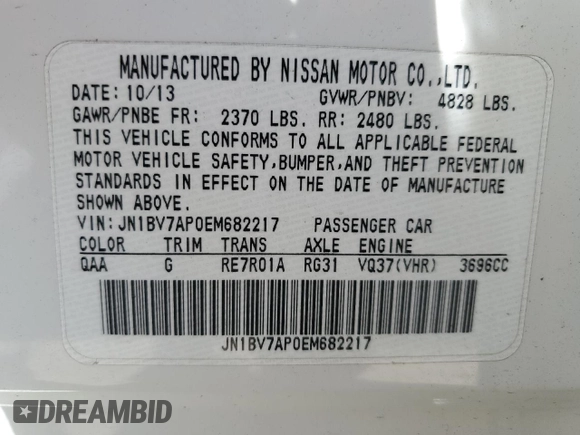 MANUFACTURED BY NISSAN MOTOR CO.,LTD.
DATE: 10/13 GVWR/PNBV: 4828 LBS.
GAWR/PNBE FR: 2370 LBS. RR: 2480 LBS.
THIS VEHICLE CONFORMS TO ALL APPLICABLE FEDERAL
MOTOR VEHICLE SAFETY,BUMPER,AND THEFT PREVENTION
STANDARDS IN EFFECT ON THE DATE OF MANUFACTURE
SHOWN ABOVE.
VIN:JN1BV7AP0EM682217 PASSENGER CAR
COLOR TRIM TRANS AXLE ENGINE
QAA G RE7R01A RG31 VQ37(VHR) 3696CC
JN1BV7AP0EM682217
DREAMBID